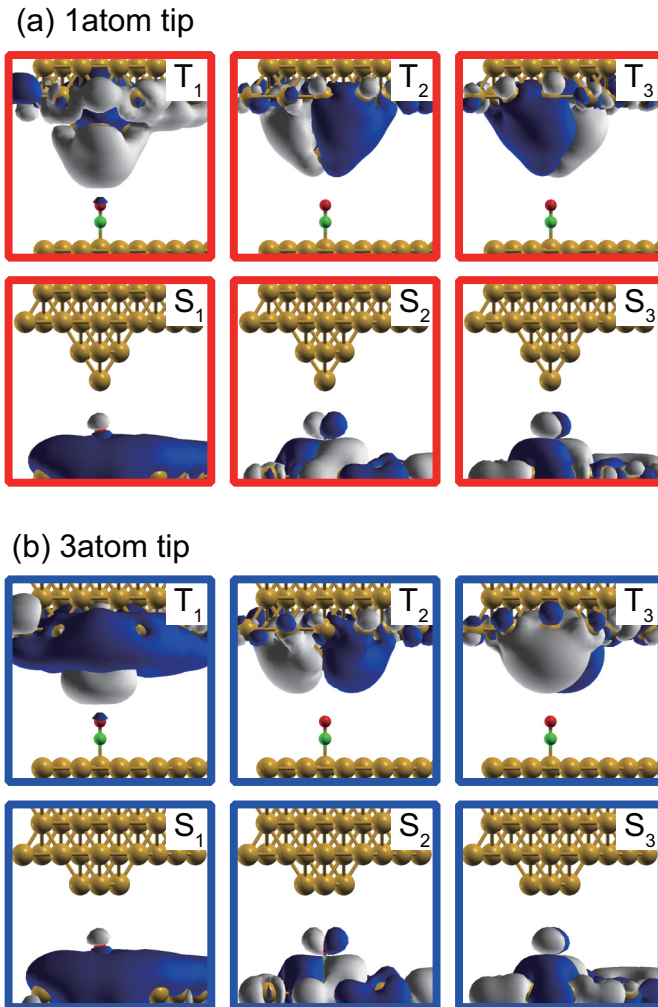 (a) 1atom tip
T₁ T₂ T₃
S₁ S₂ S₃
(b) 3atom tip
T₁ T₂ T₃
S₁ S₂ S₃